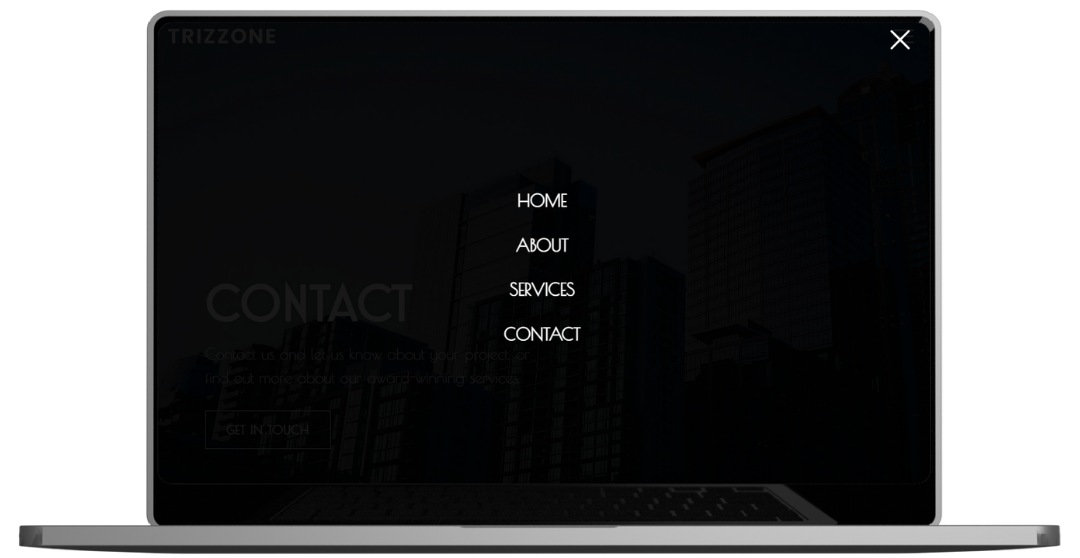 TRIZZONE
HOME
ABOUT
SERVICES
CONTACT
CONTACT
Contact us and let us know about your project, or
find out more about our award-winning services.
GET IN TOUCH